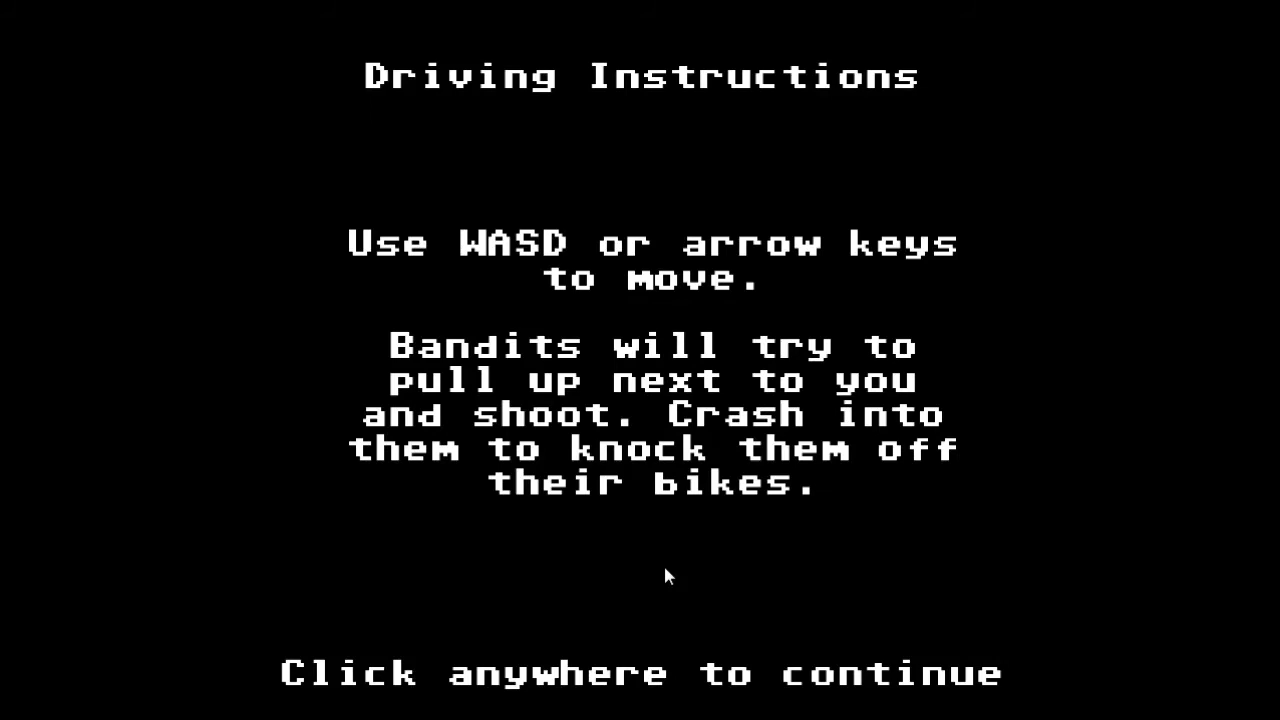 Driving Instructions
Use WASD or arrow keys
to move.
Bandits will try to
pull up next to you
and shoot. Crash into
them to knock them off
their bikes.
Click anywhere to continue